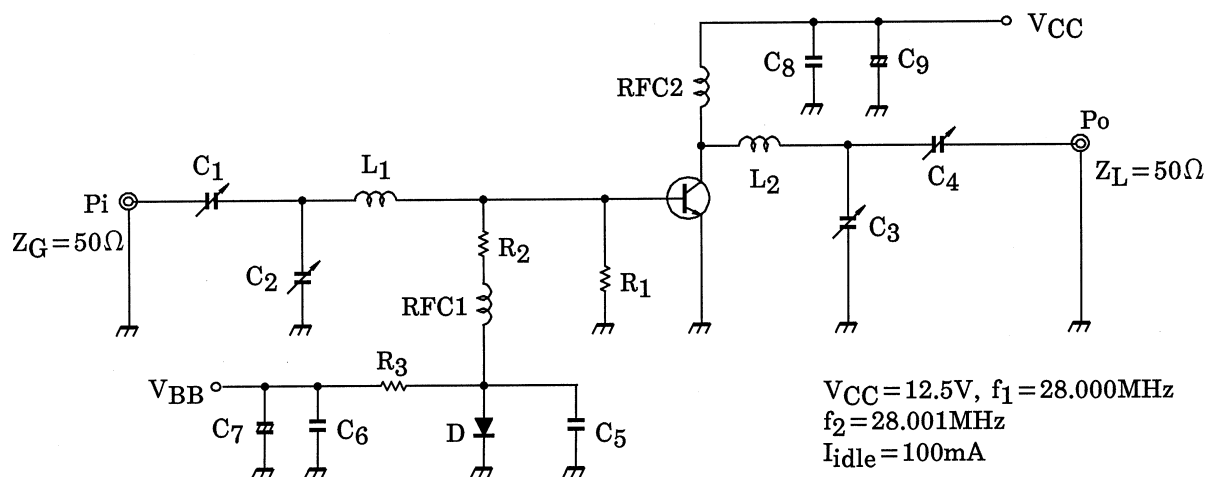 VCC
C8
C9
RFC2
Po
C1
L1
L2
C4
ZL=50Ω
Pi
ZG=50Ω
C2
R2
R1
C3
RFC1
R3
VBB
C7
C6
D
C5
VCC=12.5V, f1=28.000MHz
f2=28.001MHz
Iidle=100mA